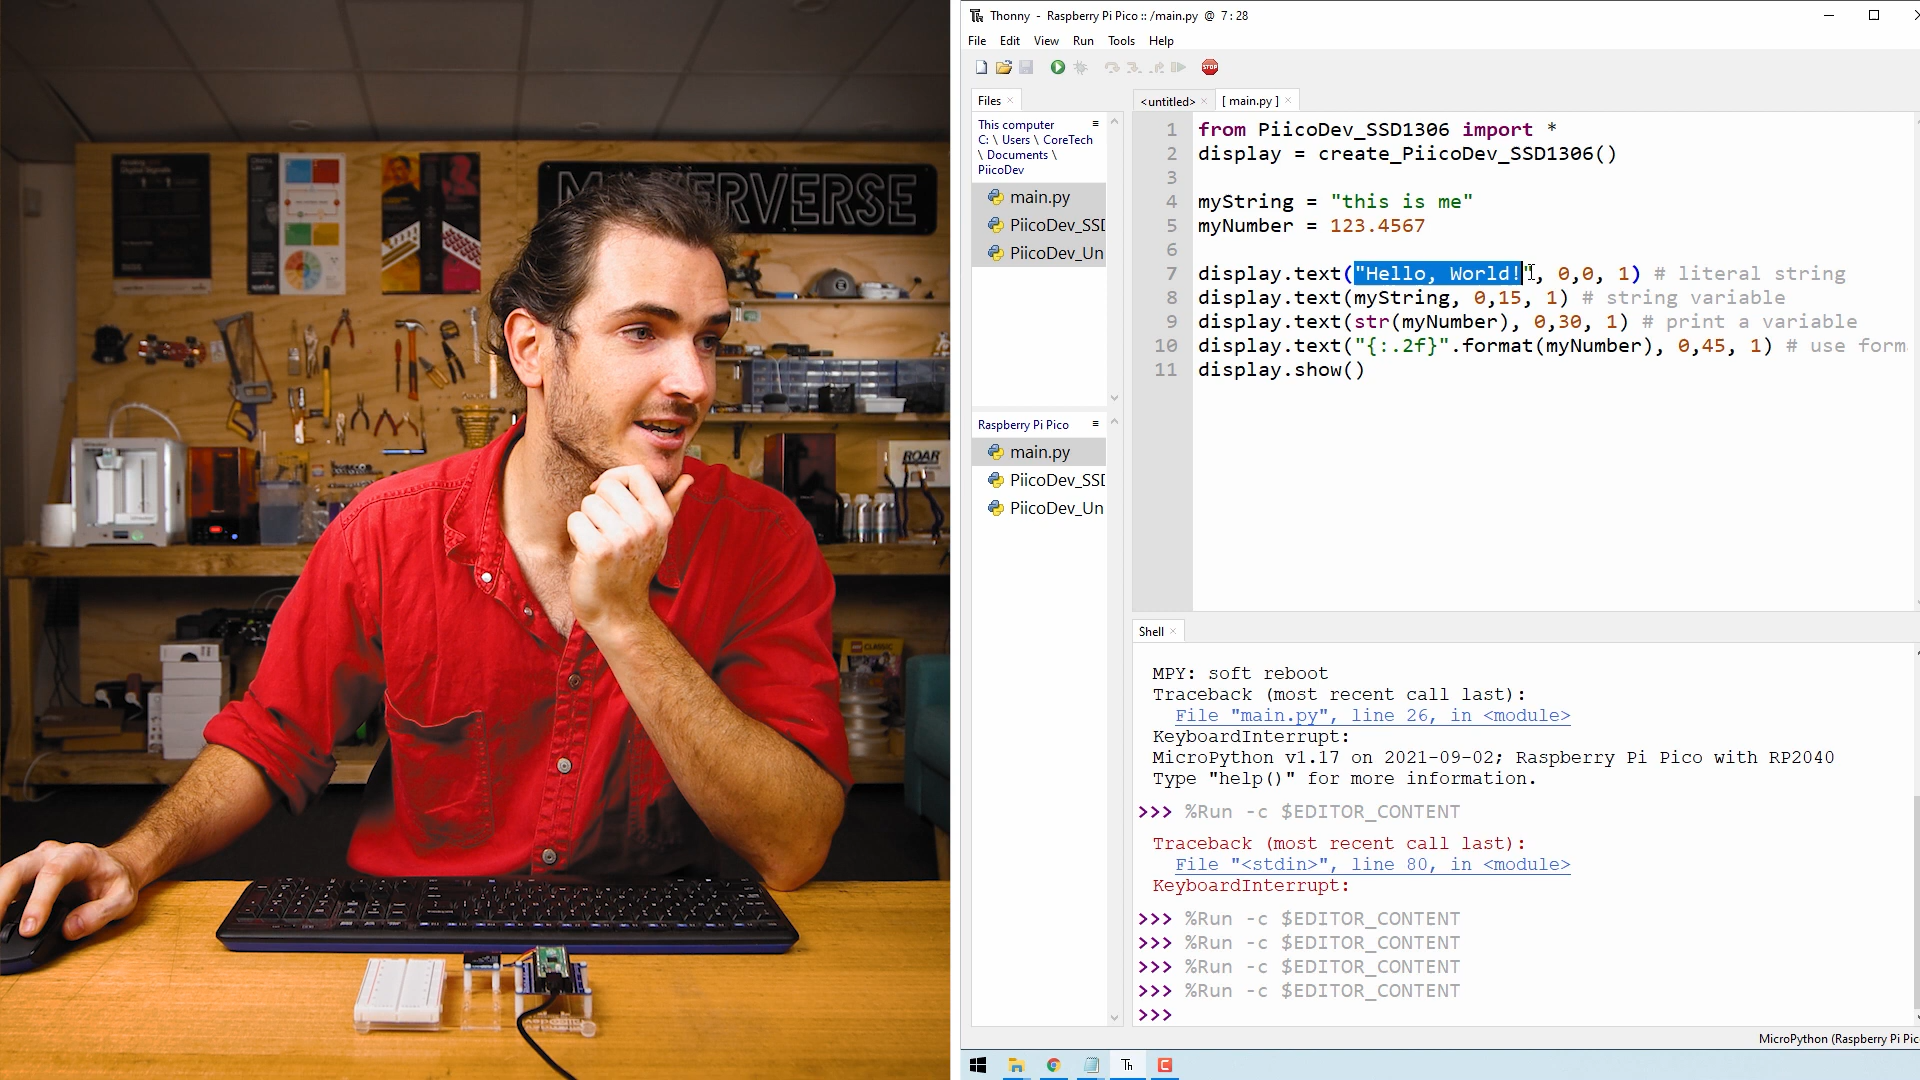 MAKERVERSE
ROAR
LEGO CLASSIC
Thonny - Raspberry Pi Pico :: /main.py @ 7:28
File Edit View Run Tools Help
STOP
Files
This computer
C: \ Users \ CoreTech
\ Documents \
PiicoDev
main.py
PiicoDev_SSD
PiicoDev_Un
Raspberry Pi Pico
main.py
PiicoDev_SSD
PiicoDev_Un
<untitled> [ main.py ]
1 from PiicoDev_SSD1306 import *
2 display = create_PiicoDev_SSD1306()
3
4 myString = "this is me"
5 myNumber = 123.4567
6
7 display.text("Hello, World!", 0,0, 1) # literal string
8 display.text(myString, 0,15, 1) # string variable
9 display.text(str(myNumber), 0,30, 1) # print a variable
10 display.text("{:.2f}".format(myNumber), 0,45, 1) # use form
11 display.show()
Shell
MPY: soft reboot
Traceback (most recent call last):
File "main.py", line 26, in <module>
KeyboardInterrupt:
MicroPython v1.17 on 2021-09-02; Raspberry Pi Pico with RP2040
Type "help()" for more information.
>>> %Run -c $EDITOR_CONTENT
Traceback (most recent call last):
File "<stdin>", line 80, in <module>
KeyboardInterrupt:
>>> %Run -c $EDITOR_CONTENT
>>> %Run -c $EDITOR_CONTENT
>>> %Run -c $EDITOR_CONTENT
>>> %Run -c $EDITOR_CONTENT
>>>
MicroPython (Raspberry Pi Pic
Th